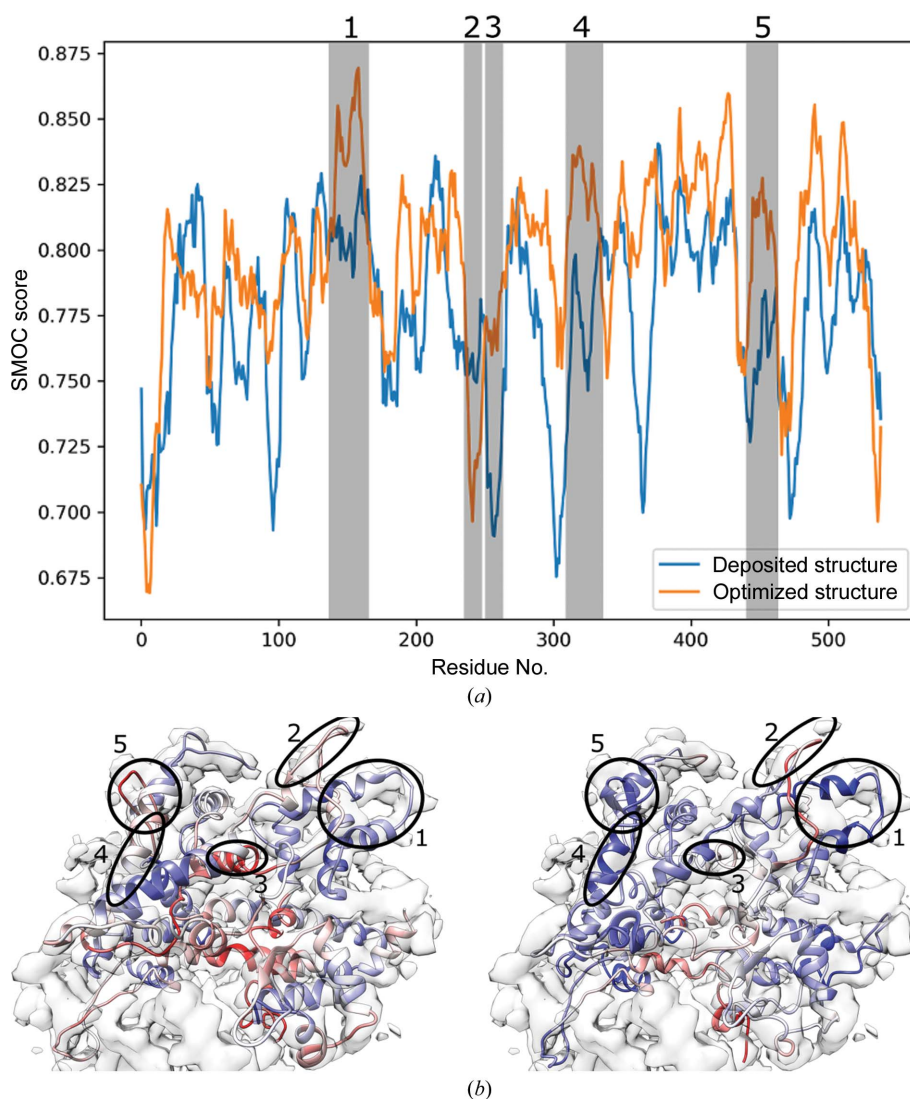 1 2 3 4 5
0.875
0.850
0.825
0.800
0.775
0.750
0.725
0.700
0.675
SMOC score
Deposited structure
Optimized structure
0 100 200 300 400 500
Residue No.
(a)
5 2 1 4 3
5 2 1 4 3
(b)